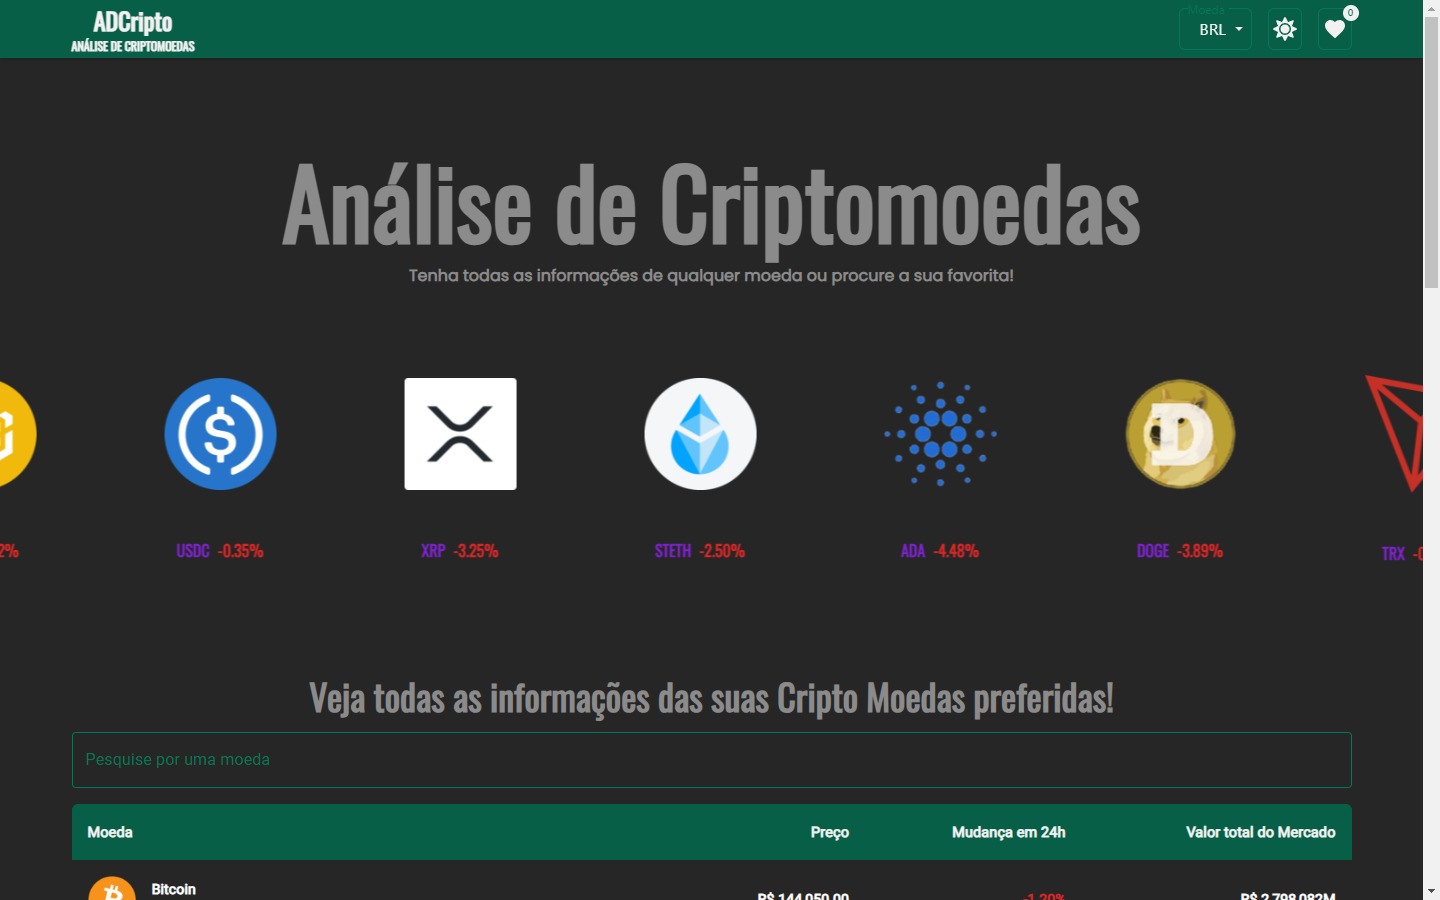 ADCripto
ANÁLISE DE CRIPTOMOEDAS
Moeda
BRL
0
Análise de Criptomoedas
Tenha todas as informações de qualquer moeda ou procure a sua favorita!
2%
USDC -0.35%
XRP -3.25%
STETH -2.50%
ADA -4.48%
DOGE -3.89%
TRX
Veja todas as informações das suas Cripto Moedas preferidas!
Pesquise por uma moeda
Moeda Preço Mudança em 24h Valor total do Mercado
Bitcoin
R$ 144,050.00 -1.20% R$ 2,798,082M